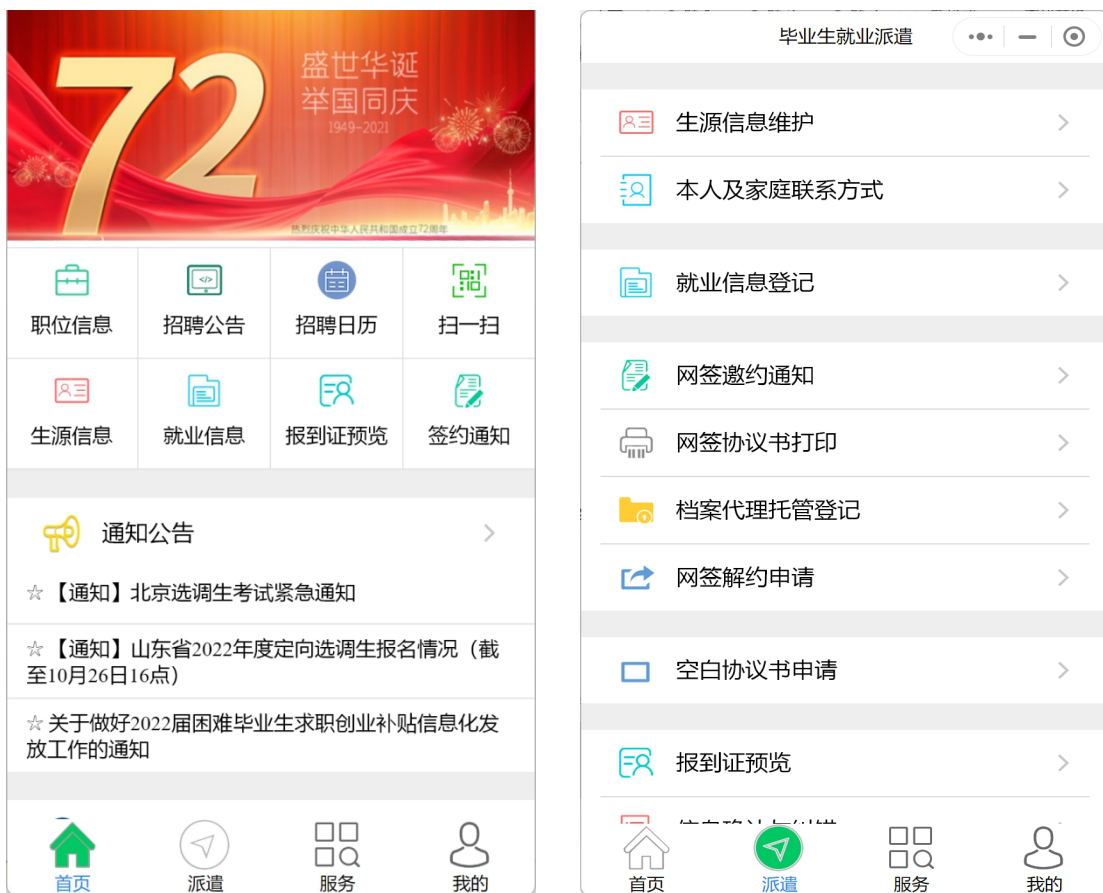 盛世华诞
举国同庆
1949-2021
热烈庆祝中华人民共和国成立72周年
72
职位信息
招聘公告
招聘日历
扫一扫
生源信息
就业信息
报到证预览
签约通知
通知公告
☆【通知】北京选调生考试紧急通知
☆【通知】山东省2022年度定向选调生报名情况（截
至10月26日16点）
☆关于做好2022届困难毕业生求职创业补贴信息化发
放工作的通知
首页
派遣
服务
我的
毕业生就业派遣
生源信息维护
本人及家庭联系方式
就业信息登记
网签邀约通知
网签协议书打印
档案代理托管登记
网签解约申请
空白协议书申请
报到证预览
首页
派遣
服务
我的